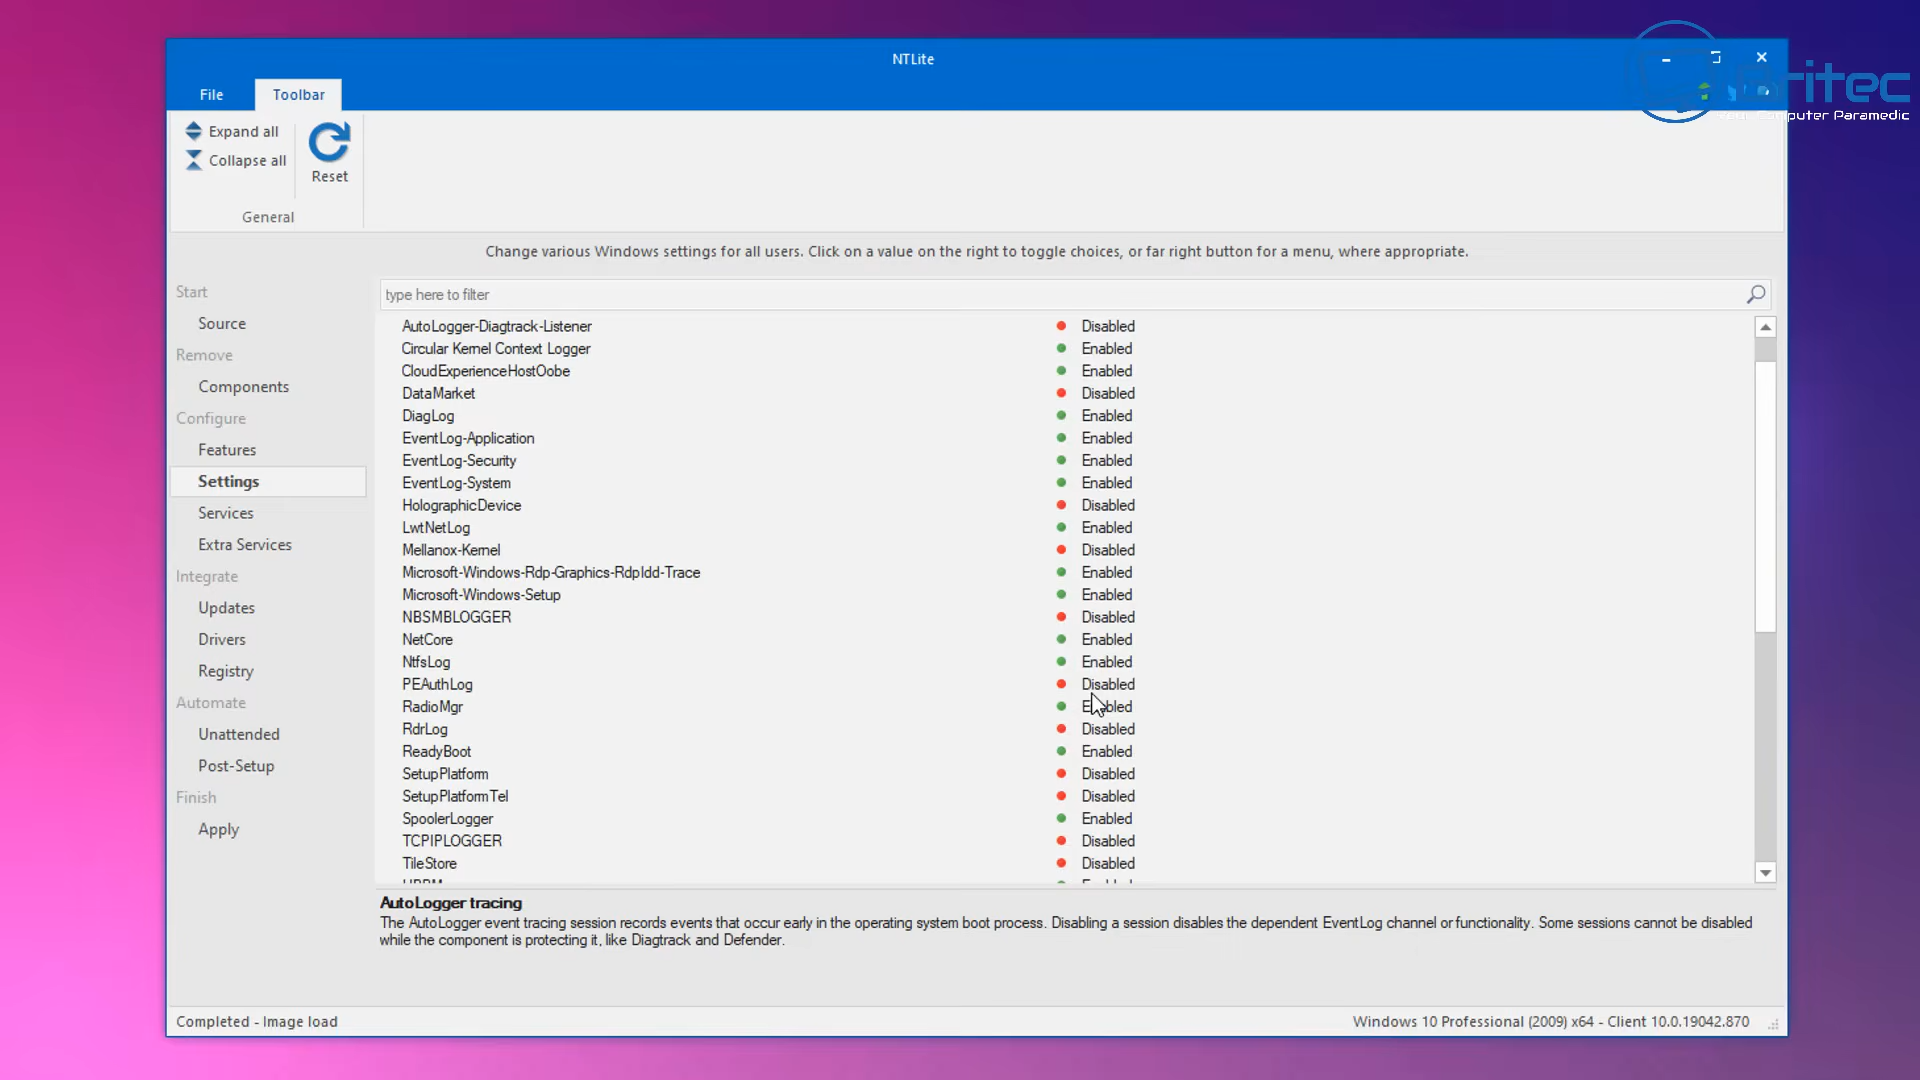 NTLite
Britec
Your Computer Paramedic
File
Toolbar
Expand all
Collapse all
Reset
General
Change various Windows settings for all users. Click on a value on the right to toggle choices, or far right button for a menu, where appropriate.
Start
Source
Remove
Components
Configure
Features
Settings
Services
Extra Services
Integrate
Updates
Drivers
Registry
Automate
Unattended
Post-Setup
Finish
Apply
type here to filter
AutoLogger-Diagtrack-Listener Disabled
Circular Kernel Context Logger Enabled
CloudExperienceHostOobe Enabled
DataMarket Disabled
DiagLog Enabled
EventLog-Application Enabled
EventLog-Security Enabled
EventLog-System Enabled
HolographicDevice Disabled
LwtNetLog Enabled
Mellanox-Kernel Disabled
Microsoft-Windows-Rdp-Graphics-RdpIdd-Trace Enabled
Microsoft-Windows-Setup Enabled
NBSMBLOGGER Disabled
NetCore Enabled
NtfsLog Enabled
PEAuthLog Disabled
RadioMgr Enabled
RdrLog Disabled
ReadyBoot Enabled
SetupPlatform Disabled
SetupPlatformTel Disabled
SpoolerLogger Enabled
TCPIPLOGGER Disabled
TileStore Disabled
AutoLogger tracing
The AutoLogger event tracing session records events that occur early in the operating system boot process. Disabling a session disables the dependent EventLog channel or functionality. Some sessions cannot be disabled
while the component is protecting it, like Diagtrack and Defender.
Completed - Image load
Windows 10 Professional (2009) x64 - Client 10.0.19042.870